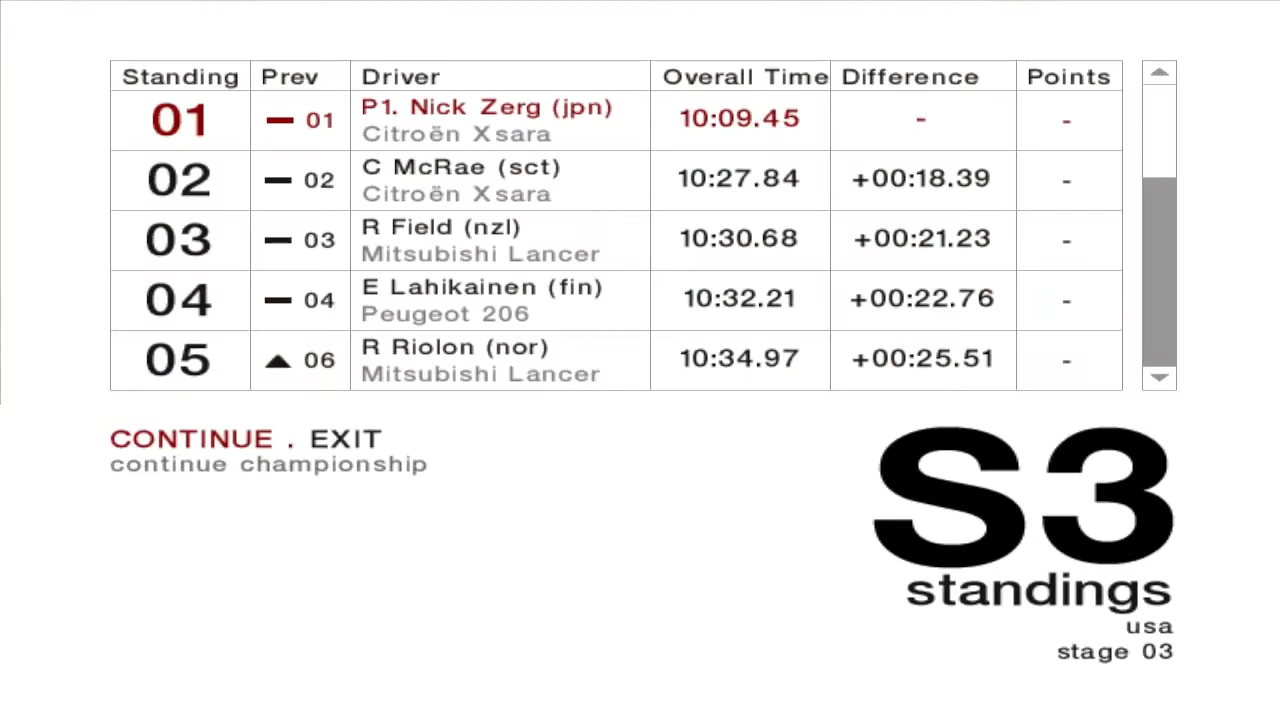 Standing Prev Driver Overall Time Difference Points
01 01 P1. Nick Zerg (jpn) 10:09.45 - -
Citroën Xsara
02 02 C McRae (sct) 10:27.84 +00:18.39 -
Citroën Xsara
03 03 R Field (nzl) 10:30.68 +00:21.23 -
Mitsubishi Lancer
04 04 E Lahikainen (fin) 10:32.21 +00:22.76 -
Peugeot 206
05 06 R Riolon (nor) 10:34.97 +00:25.51 -
Mitsubishi Lancer
CONTINUE . EXIT
continue championship
S3
standings
usa
stage 03